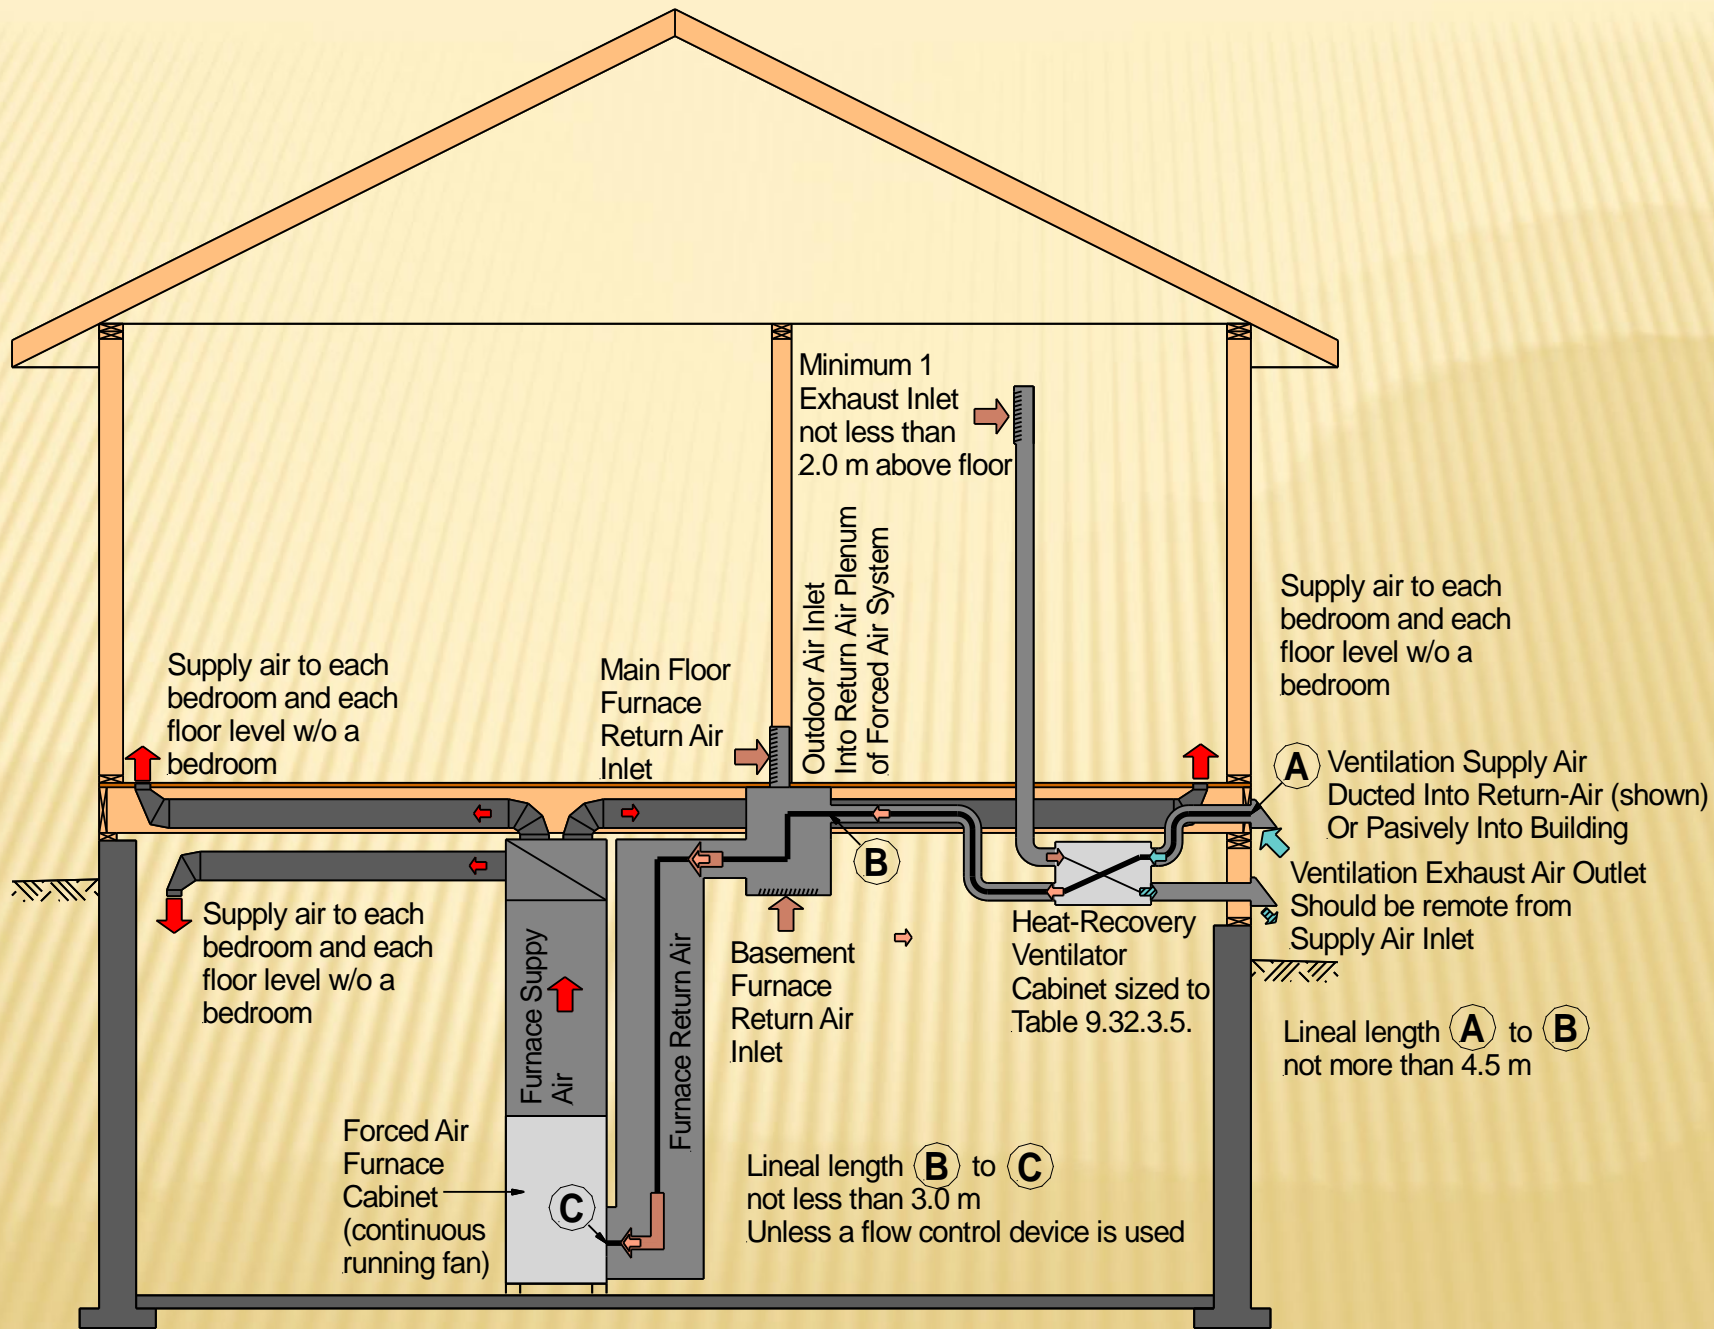 Minimum 1
Exhaust Inlet
not less than
2.0 m above floor
Outdoor Air Inlet
Into Return Air Plenum
of Forced Air System
Supply air to each
bedroom and each
floor level w/o a
bedroom
Main Floor
Furnace
Return Air
Inlet
Supply air to each
bedroom and each
floor level w/o a
bedroom
A
Ventilation Supply Air
Ducted Into Return-Air (shown)
Or Pasively Into Building
B
Ventilation Exhaust Air Outlet
Should be remote from
Supply Air Inlet
Supply air to each
bedroom and each
floor level w/o a
bedroom
Furnace Suppy
Air
Furnace Return Air
Basement
Furnace
Return Air
Inlet
Heat-Recovery
Ventilator
Cabinet sized to
Table 9.32.3.5.
Lineal length A to B
not more than 4.5 m
Forced Air
Furnace
Cabinet
(continuous
running fan)
C
Lineal length B to C
not less than 3.0 m
Unless a flow control device is used